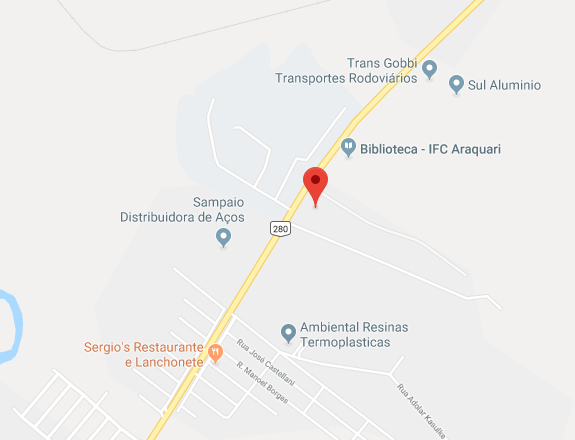 Trans Gobbi
Transportes Rodoviários
Sul Aluminio
Biblioteca - IFC Araquari
Sampaio
Distribuidora de Aços
280
Ambiental Resinas
Termoplasticas
Sergio's Restaurante
e Lanchonete
Rua José Castellani
R. Manoel Borges
Rua Adolar Kasulke